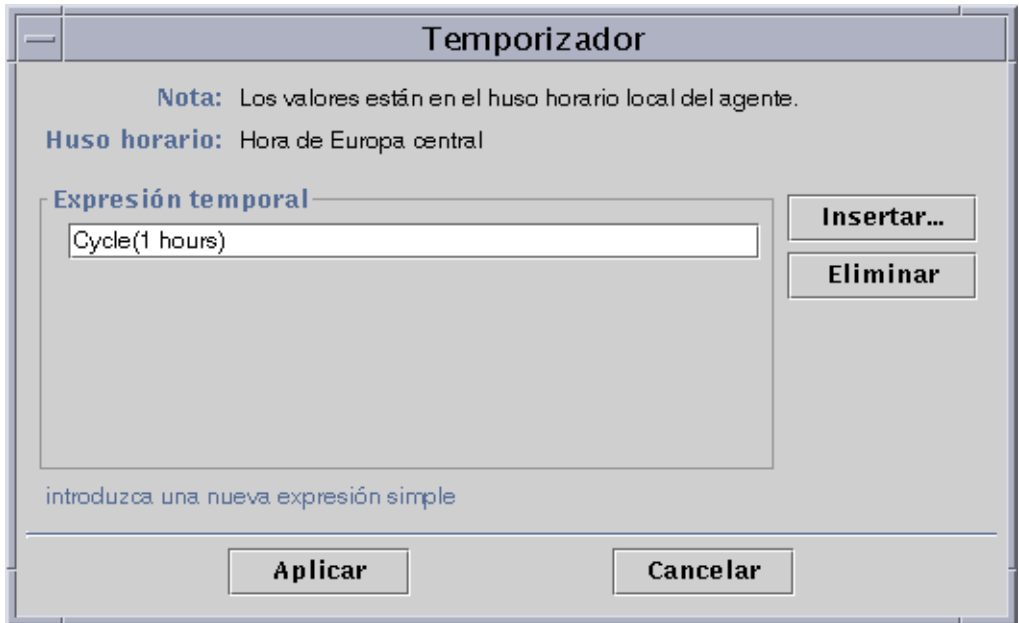 Temporizador
Nota: Los valores están en el huso horario local del agente.
Huso horario: Hora de Europa central
Expresión temporal
Cycle(1 hours)
Insertar...
Eliminar
introduzca una nueva expresión simple
Aplicar
Cancelar